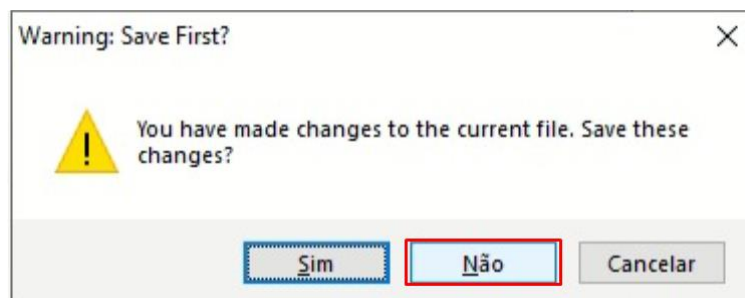 Warning: Save First?
You have made changes to the current file. Save these
changes?
Sim
Não
Cancelar